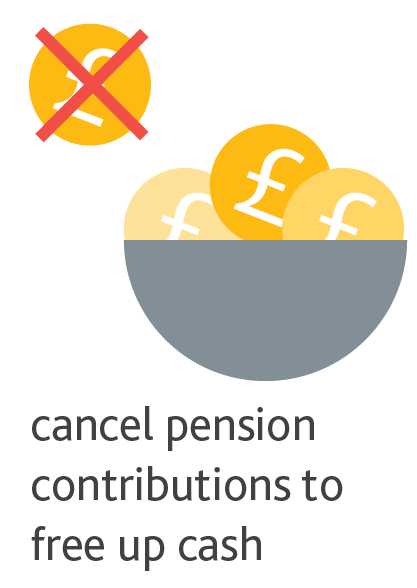 £
£
£
£
cancel pension
contributions to
free up cash